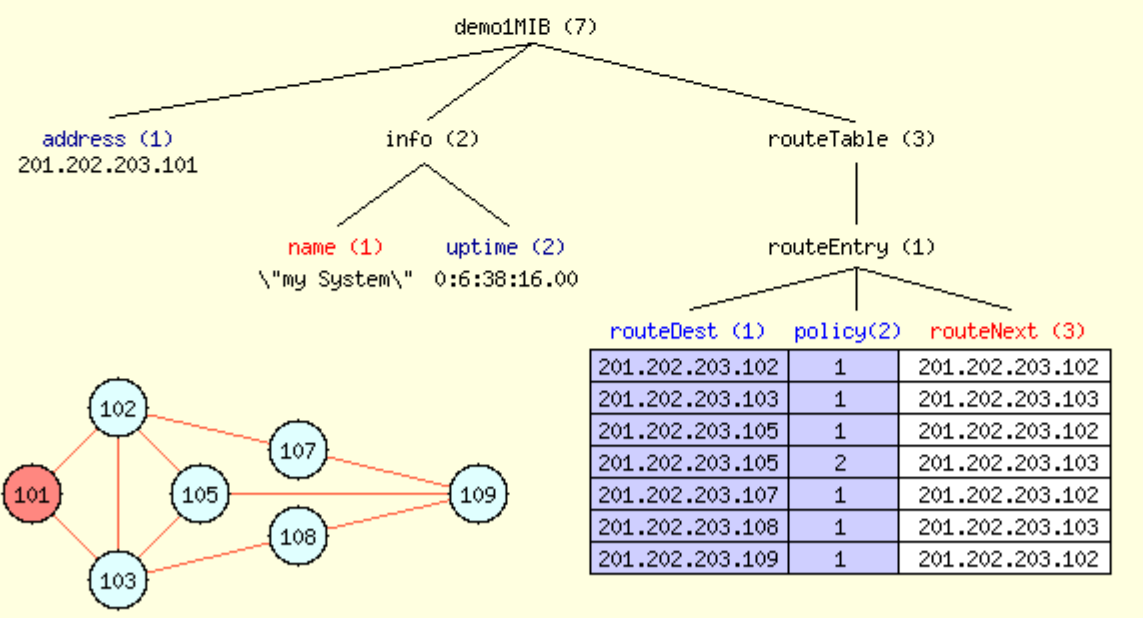 demo1MIB (7)
address (1)
201.202.203.101
info (2)
routeTable (3)
name (1)
\"my System\"
uptime (2)
0:6:38:16.00
routeEntry (1)
routeDest (1) policy(2) routeNext (3)
201.202.203.102 1 201.202.203.102
201.202.203.103 1 201.202.203.103
201.202.203.105 1 201.202.203.102
201.202.203.105 2 201.202.203.103
201.202.203.107 1 201.202.203.102
201.202.203.108 1 201.202.203.103
201.202.203.109 1 201.202.203.102
102
107
101
105
109
108
103